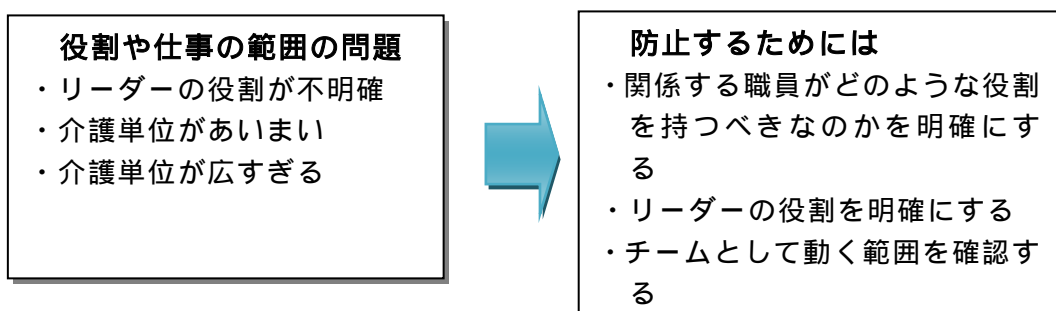 役割や仕事の範囲の問題
・リーダーの役割が不明確
・介護単位があいまい
・介護単位が広すぎる
防止するためには
・関係する職員がどのような役割
を持つべきなのかを明確にす
る
・リーダーの役割を明確にする
・チームとして動く範囲を確認す
る